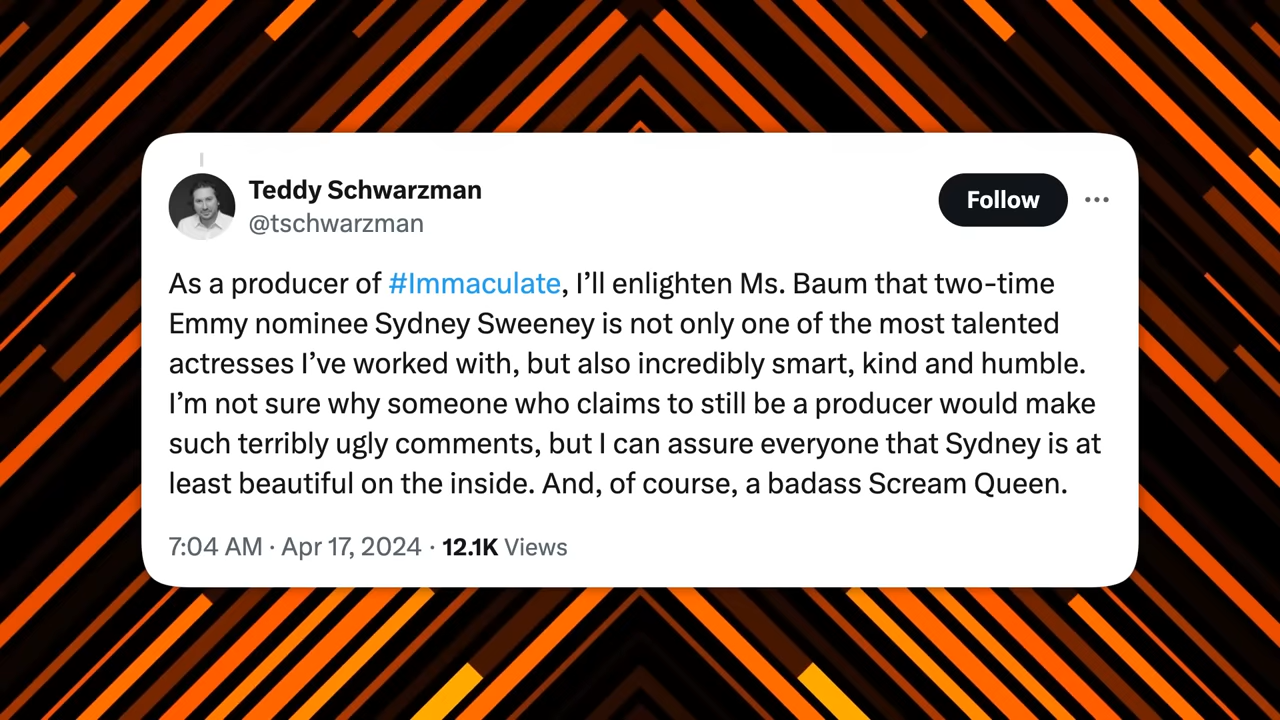 Teddy Schwarzman
@tschwarzman
Follow
As a producer of #Immaculate, I’ll enlighten Ms. Baum that two-time
Emmy nominee Sydney Sweeney is not only one of the most talented
actresses I’ve worked with, but also incredibly smart, kind and humble.
I’m not sure why someone who claims to still be a producer would make
such terribly ugly comments, but I can assure everyone that Sydney is at
least beautiful on the inside. And, of course, a badass Scream Queen.
7:04 AM · Apr 17, 2024 · 12.1K Views